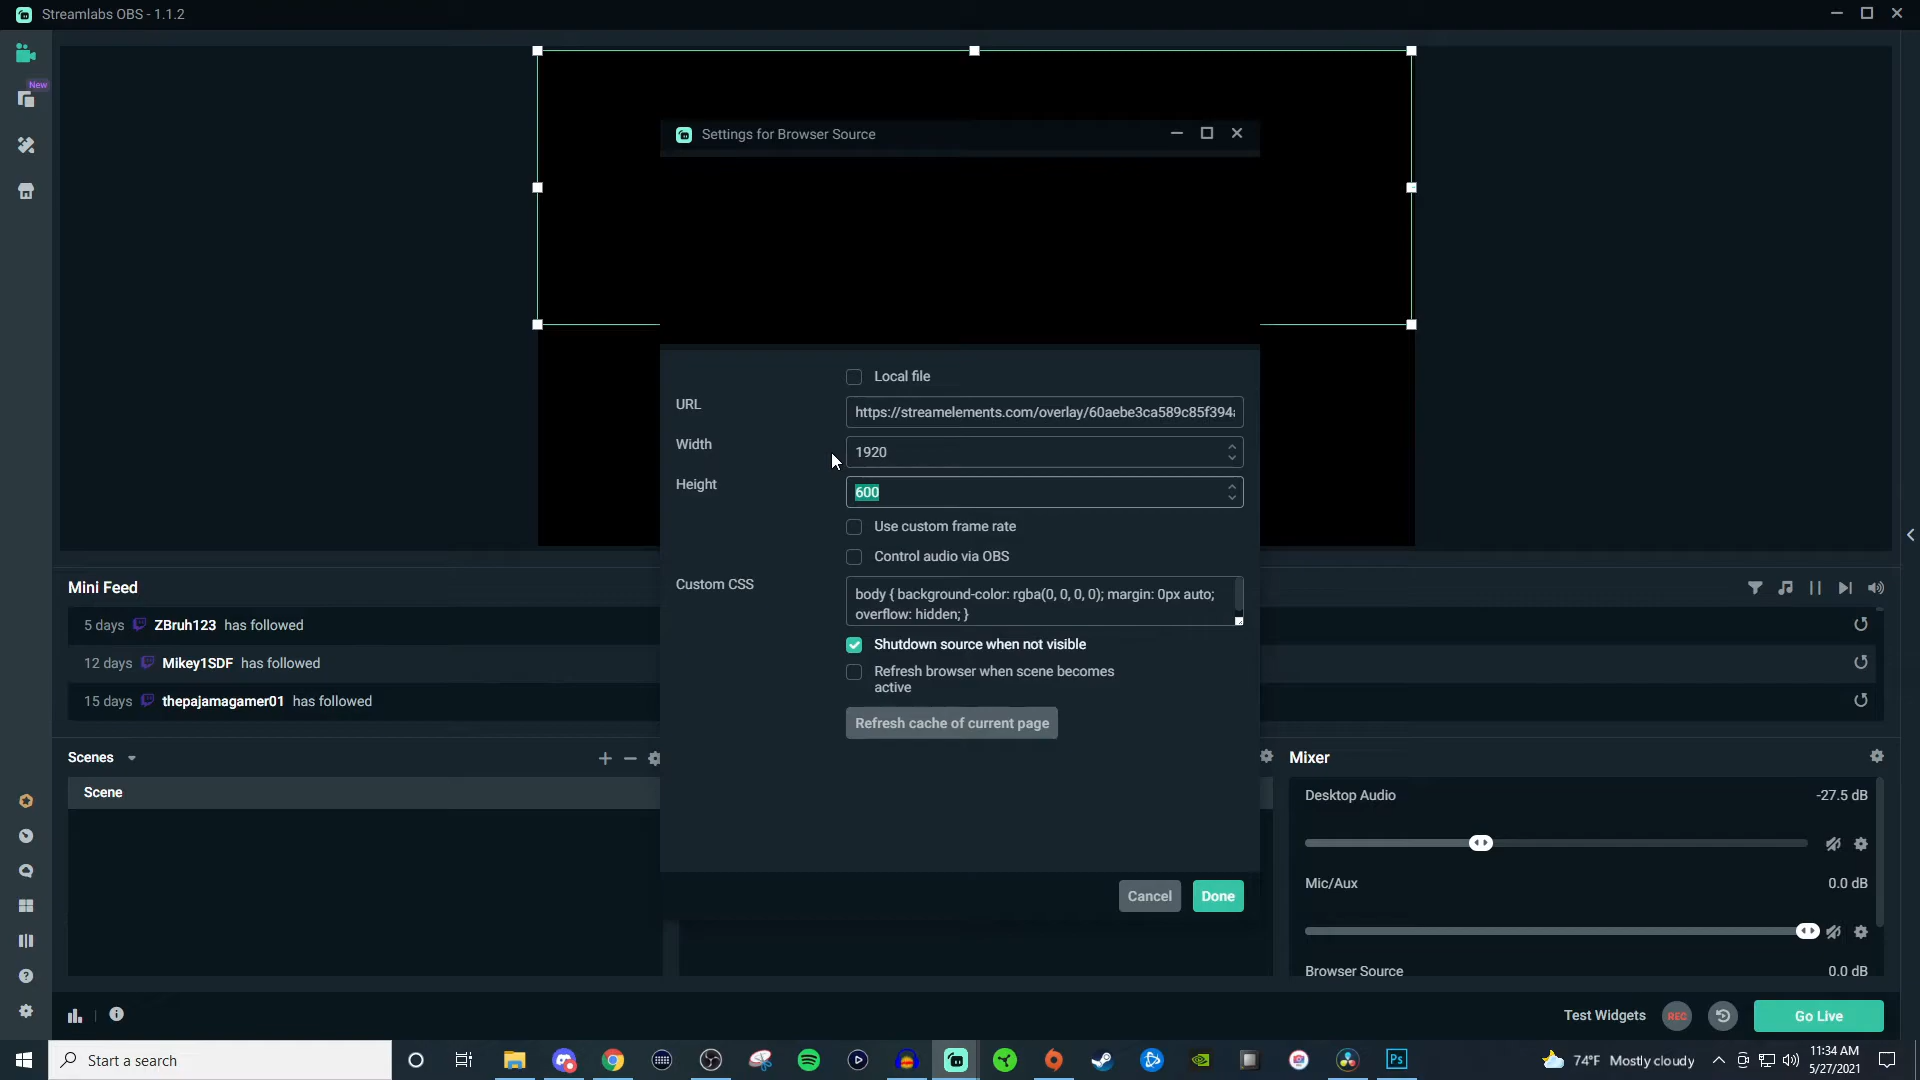 Streamlabs OBS - 1.1.2
New
Settings for Browser Source
Local file
URL
https://streamelements.com/overlay/60aebe3ca589c85f394
Width
1920
Height
600
Use custom frame rate
Control audio via OBS
Custom CSS
body { background-color: rgba(0, 0, 0, 0); margin: 0px auto;
overflow: hidden; }
Shutdown source when not visible
Refresh browser when scene becomes
active
Refresh cache of current page
Cancel
Done
Mini Feed
5 days ZBruh123 has followed
12 days Mikey1SDF has followed
15 days thepajamagamer01 has followed
Scenes
Scene
Mixer
Desktop Audio -27.5 dB
Mic/Aux 0.0 dB
Browser Source 0.0 dB
Test Widgets
REC
Go Live
Start a search
Ps
74°F Mostly cloudy
11:34 AM
5/27/2021